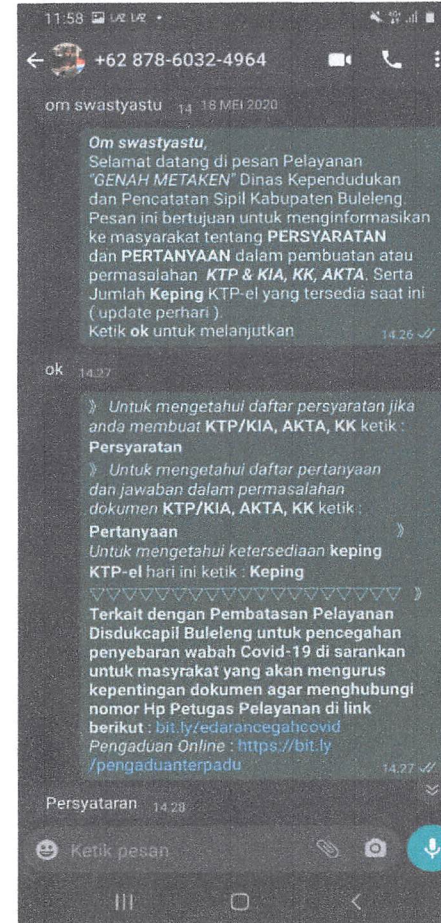 11:58
+62 878-6032-4964
om swastyastu 14 18 MEI 2020
Om swastyastu,
Selamat datang di pesan Pelayanan
"GENAH METAKEN" Dinas Kependudukan
dan Pencatatan Sipil Kabupaten Buleleng.
Pesan ini bertujuan untuk menginformasikan
ke masyarakat tentang PERSYARATAN
dan PERTANYAAN dalam pembuatan atau
permasalahan KTP & KIA, KK, AKTA. Serta
Jumlah Keping KTP-el yang tersedia saat ini
( update perhari ).
Ketik ok untuk melanjutkan 14.26
ok 14.27
》 Untuk mengetahui daftar persyaratan jika
anda membuat KTP/KIA, AKTA, KK ketik :
Persyaratan
》 Untuk mengetahui daftar pertanyaan
dan jawaban dalam permasalahan
dokumen KTP/KIA, AKTA, KK ketik :
Pertanyaan 》
Untuk mengetahui ketersediaan keping
KTP-el hari ini ketik : Keping
▽▽▽▽▽▽▽▽▽▽▽▽▽▽▽▽▽ 》
Terkait dengan Pembatasan Pelayanan
Disdukcapil Buleleng untuk pencegahan
penyebaran wabah Covid-19 di sarankan
untuk masyrakat yang akan mengurus
kepentingan dokumen agar menghubungi
nomor Hp Petugas Pelayanan di link
berikut : bit.ly/edarancegahcovid
Pengaduan Online : https://bit.ly
/pengaduanterpadu 14.27
Persyataran 14.28
Ketik pesan